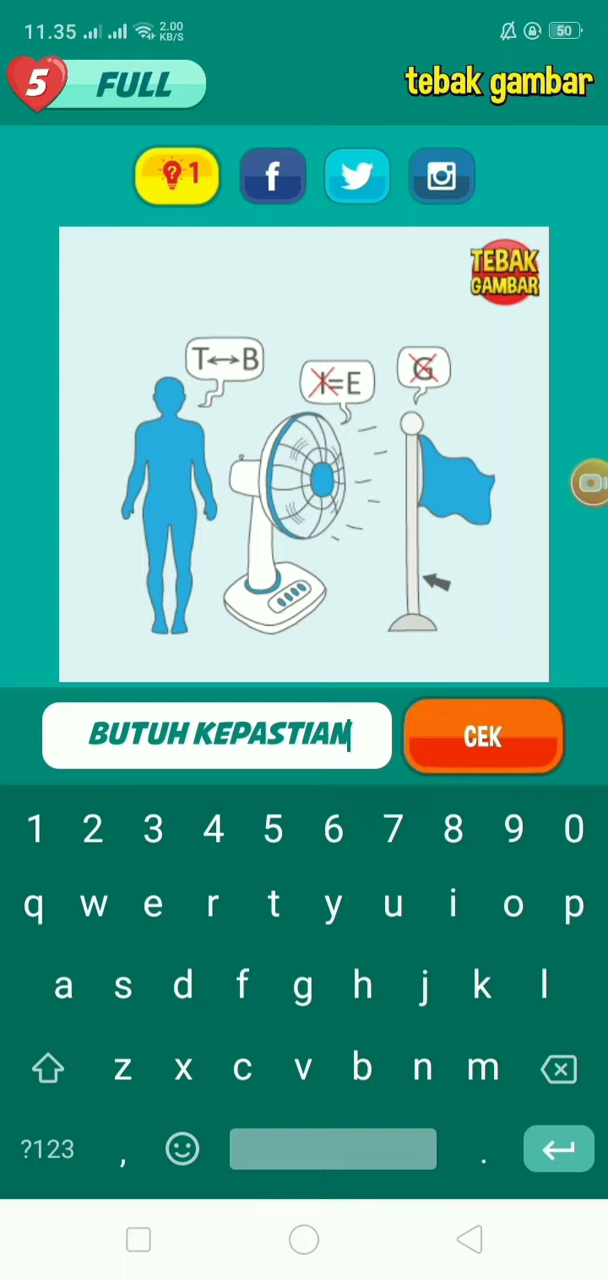 11.35 2.00 KB/S 50
5 FULL tebak gambar
? 1 f
TEBAK
GAMBAR
T↔B
I=E
G
BUTUH KEPASTIAN
CEK
1 2 3 4 5 6 7 8 9 0
q w e r t y u i o p
a s d f g h j k l
z x c v b n m
?123 , .